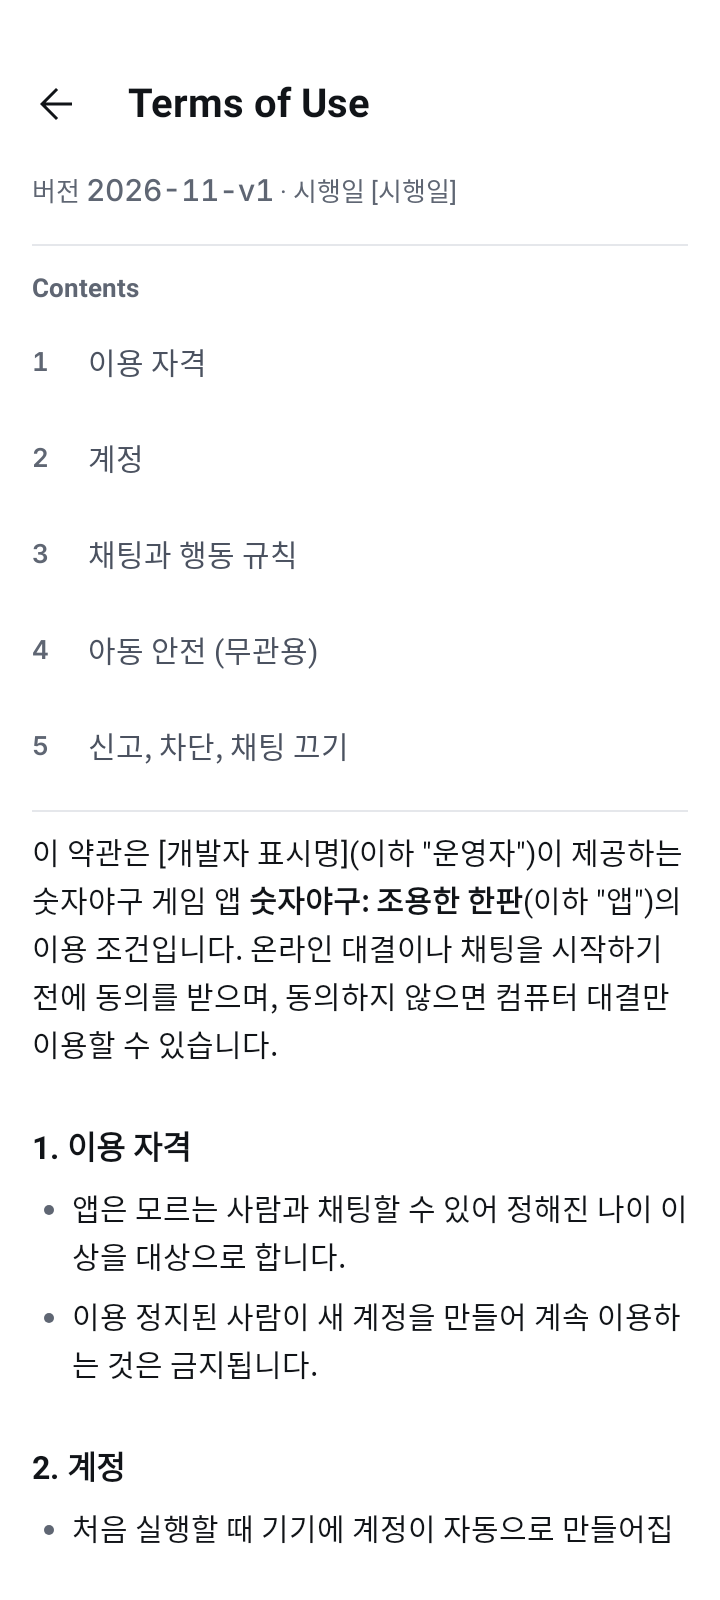 Terms of Use
버전 2026-11-v1 · 시행일 [시행일]
Contents
1 이용 자격
2 계정
3 채팅과 행동 규칙
4 아동 안전 (무관용)
5 신고, 차단, 채팅 끄기
이 약관은 [개발자 표시명](이하 "운영자")이 제공하는
숫자야구 게임 앱 숫자야구: 조용한 한판(이하 "앱")의
이용 조건입니다. 온라인 대결이나 채팅을 시작하기
전에 동의를 받으며, 동의하지 않으면 컴퓨터 대결만
이용할 수 있습니다.
1. 이용 자격
• 앱은 모르는 사람과 채팅할 수 있어 정해진 나이 이
상을 대상으로 합니다.
• 이용 정지된 사람이 새 계정을 만들어 계속 이용하
는 것은 금지됩니다.
2. 계정
• 처음 실행할 때 기기에 계정이 자동으로 만들어집